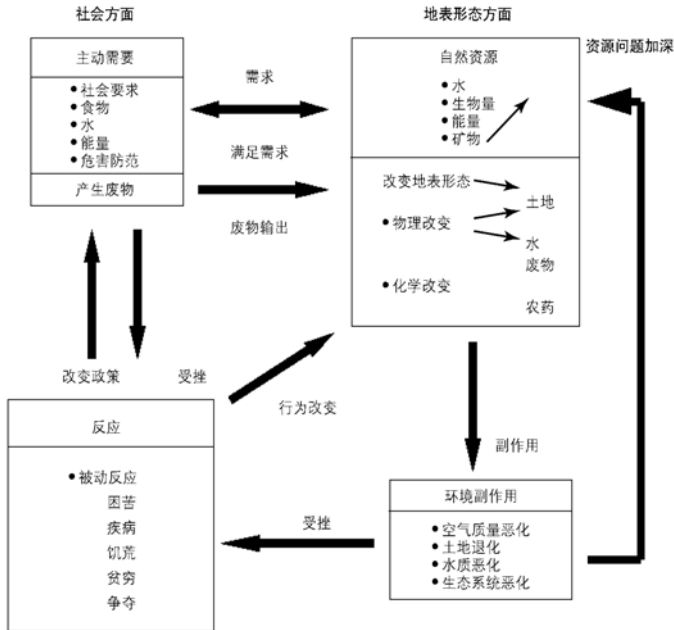 社会方面
地表形态方面
主动需要
• 社会要求
• 食物
• 水
• 能量
• 危害防范
产生废物
需求
满足需求
废物输出
自然资源
• 水
• 生物量
• 能量
• 矿物
资源问题加深
改变地表形态
土地
• 物理改变
水
废物
• 化学改变
农药
改变政策
受挫
行为改变
副作用
反应
• 被动反应
困苦
疾病
饥荒
贫穷
争夺
受挫
环境副作用
• 空气质量恶化
• 土地退化
• 水质恶化
• 生态系统恶化